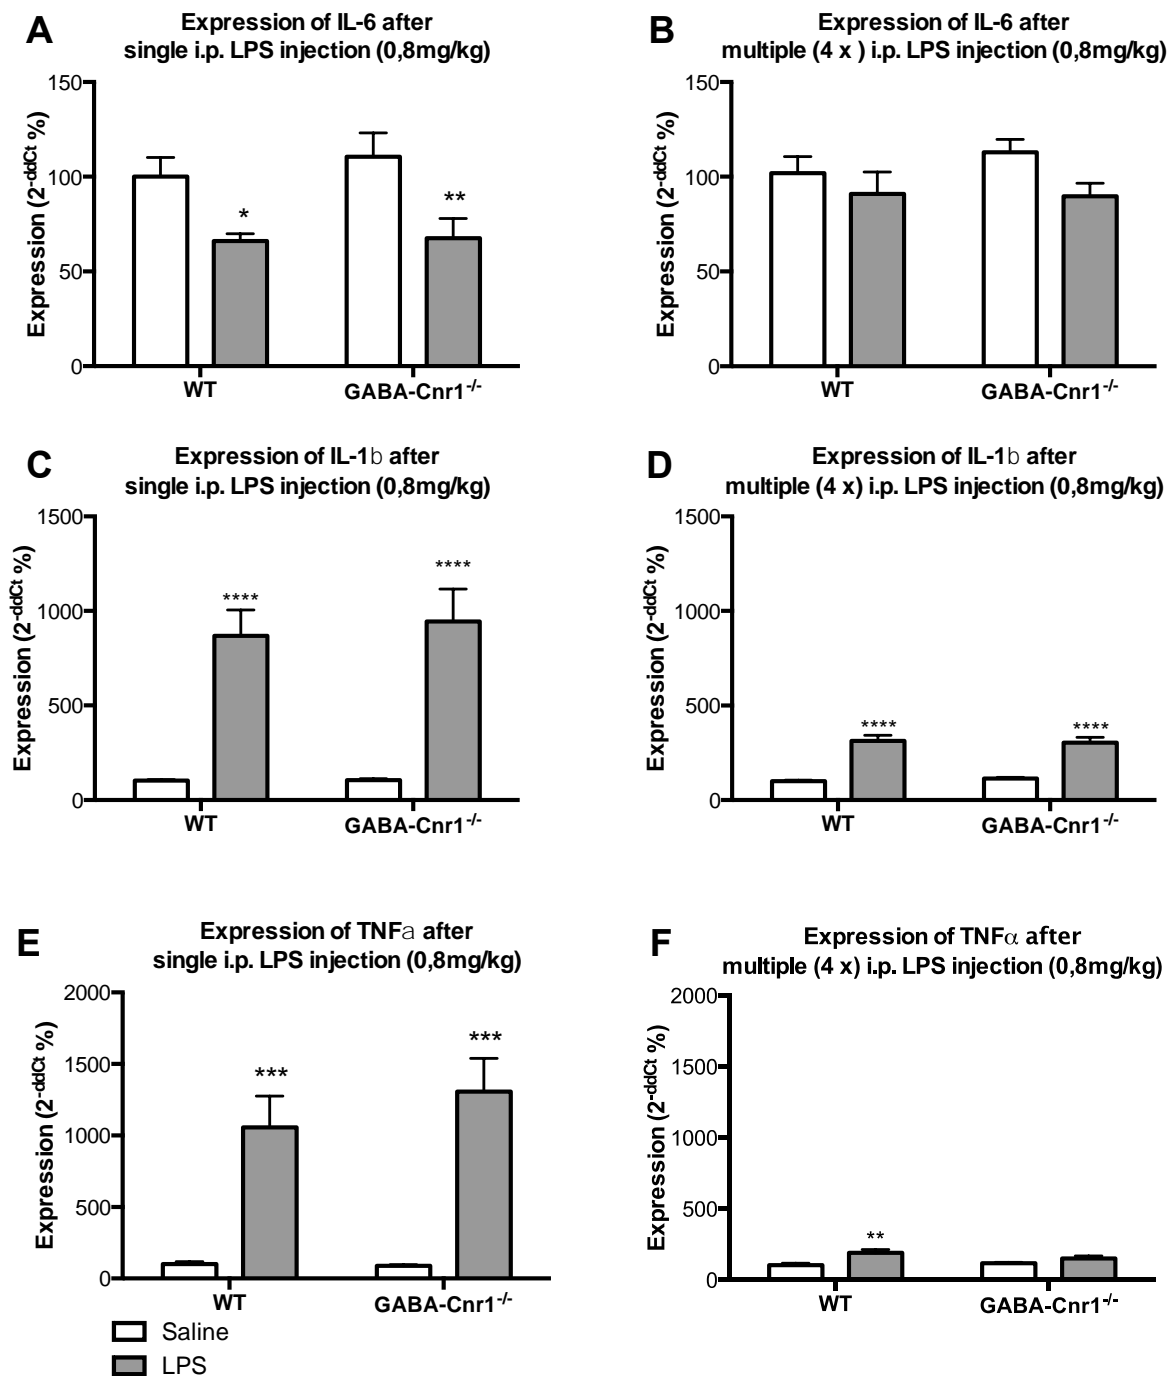 A
Expression of IL-6 after
single i.p. LPS injection (0,8mg/kg)
Expression (2-ddCt %)
150
100
50
0
*
**
WT
GABA-Cnr1-/-
B
Expression of IL-6 after
multiple (4 x ) i.p. LPS injection (0,8mg/kg)
Expression (2-ddCt %)
150
100
50
0
WT
GABA-Cnr1-/-
C
Expression of IL-1b after
single i.p. LPS injection (0,8mg/kg)
Expression (2-ddCt %)
1500
1000
500
0
****
****
WT
GABA-Cnr1-/-
D
Expression of IL-1b after
multiple (4 x) i.p. LPS injection (0,8mg/kg)
Expression (2-ddCt %)
1500
1000
500
0
****
****
WT
GABA-Cnr1-/-
E
Expression of TNFa after
single i.p. LPS injection (0,8mg/kg)
Expression (2-ddCt %)
2000
1500
1000
500
0
***
***
WT
GABA-Cnr1-/-
F
Expression of TNFα after
multiple (4 x) i.p. LPS injection (0,8mg/kg)
Expression (2-ddCt %)
2000
1500
1000
500
0
**
WT
GABA-Cnr1-/-
Saline
LPS